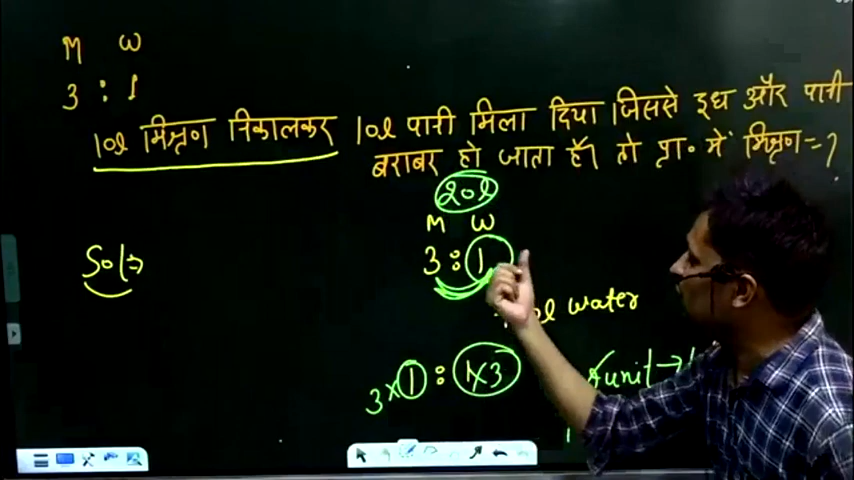 M W
3 : 1
10l मिश्रण निकालकर 10l पानी मिला दिया जिससे दूध और पानी
बराबर हो जाता है। तो प्रा० में मिश्रण = ?
20l
M W
3 : 1
Sol⇒
water
3×1 : 1×3
unit →